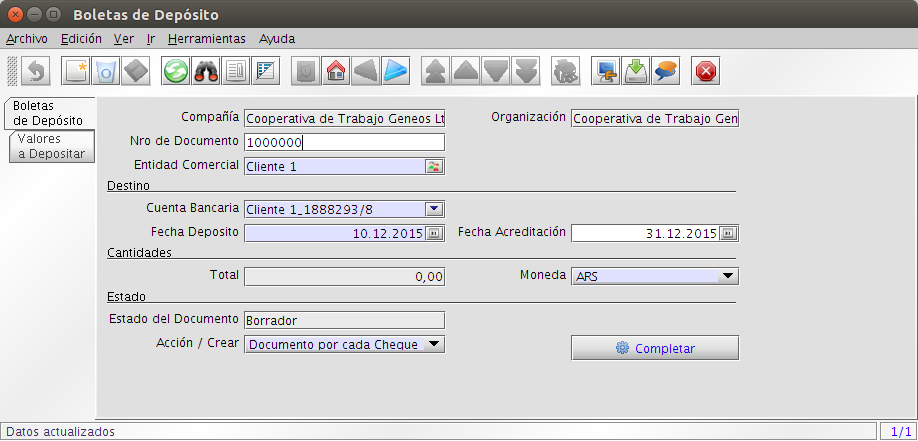 Boletas de Depósito
Archivo Edición Ver Ir Herramientas Ayuda
Boletas
de Depósito
Valores
a Depositar
Compañía Cooperativa de Trabajo Geneos Lt Organización Cooperativa de Trabajo Gen
Nro de Documento 1000000
Entidad Comercial Cliente 1
Destino
Cuenta Bancaria Cliente 1_1888293/8
Fecha Deposito 10.12.2015 Fecha Acreditación 31.12.2015
Cantidades
Total 0,00 Moneda ARS
Estado
Estado del Documento Borrador
Acción / Crear Documento por cada Cheque Completar
Datos actualizados 1/1